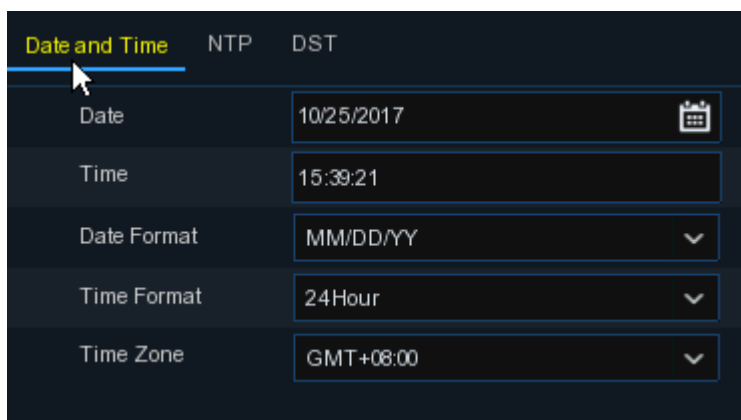 Date and Time NTP DST
Date 10/25/2017
Time 15:39:21
Date Format MM/DD/YY
Time Format 24Hour
Time Zone GMT+08:00